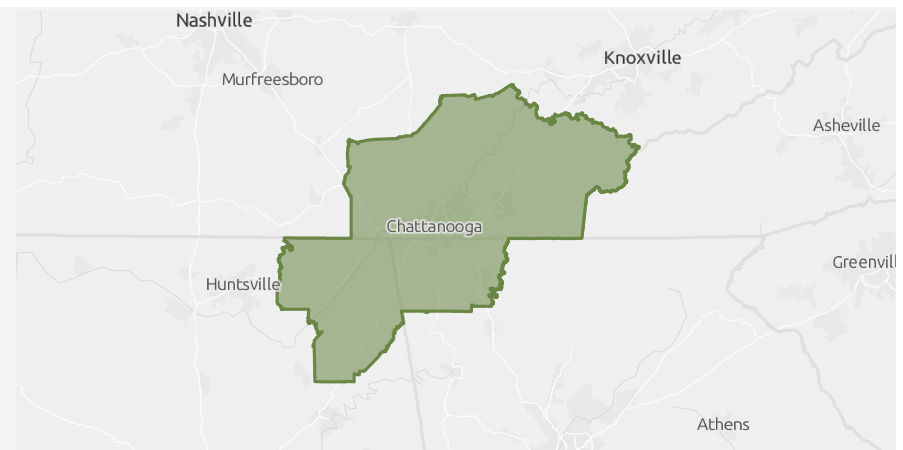 Nashville
Knoxville
Murfreesboro
Asheville
Chattanooga
Greenvill
Huntsville
Athens